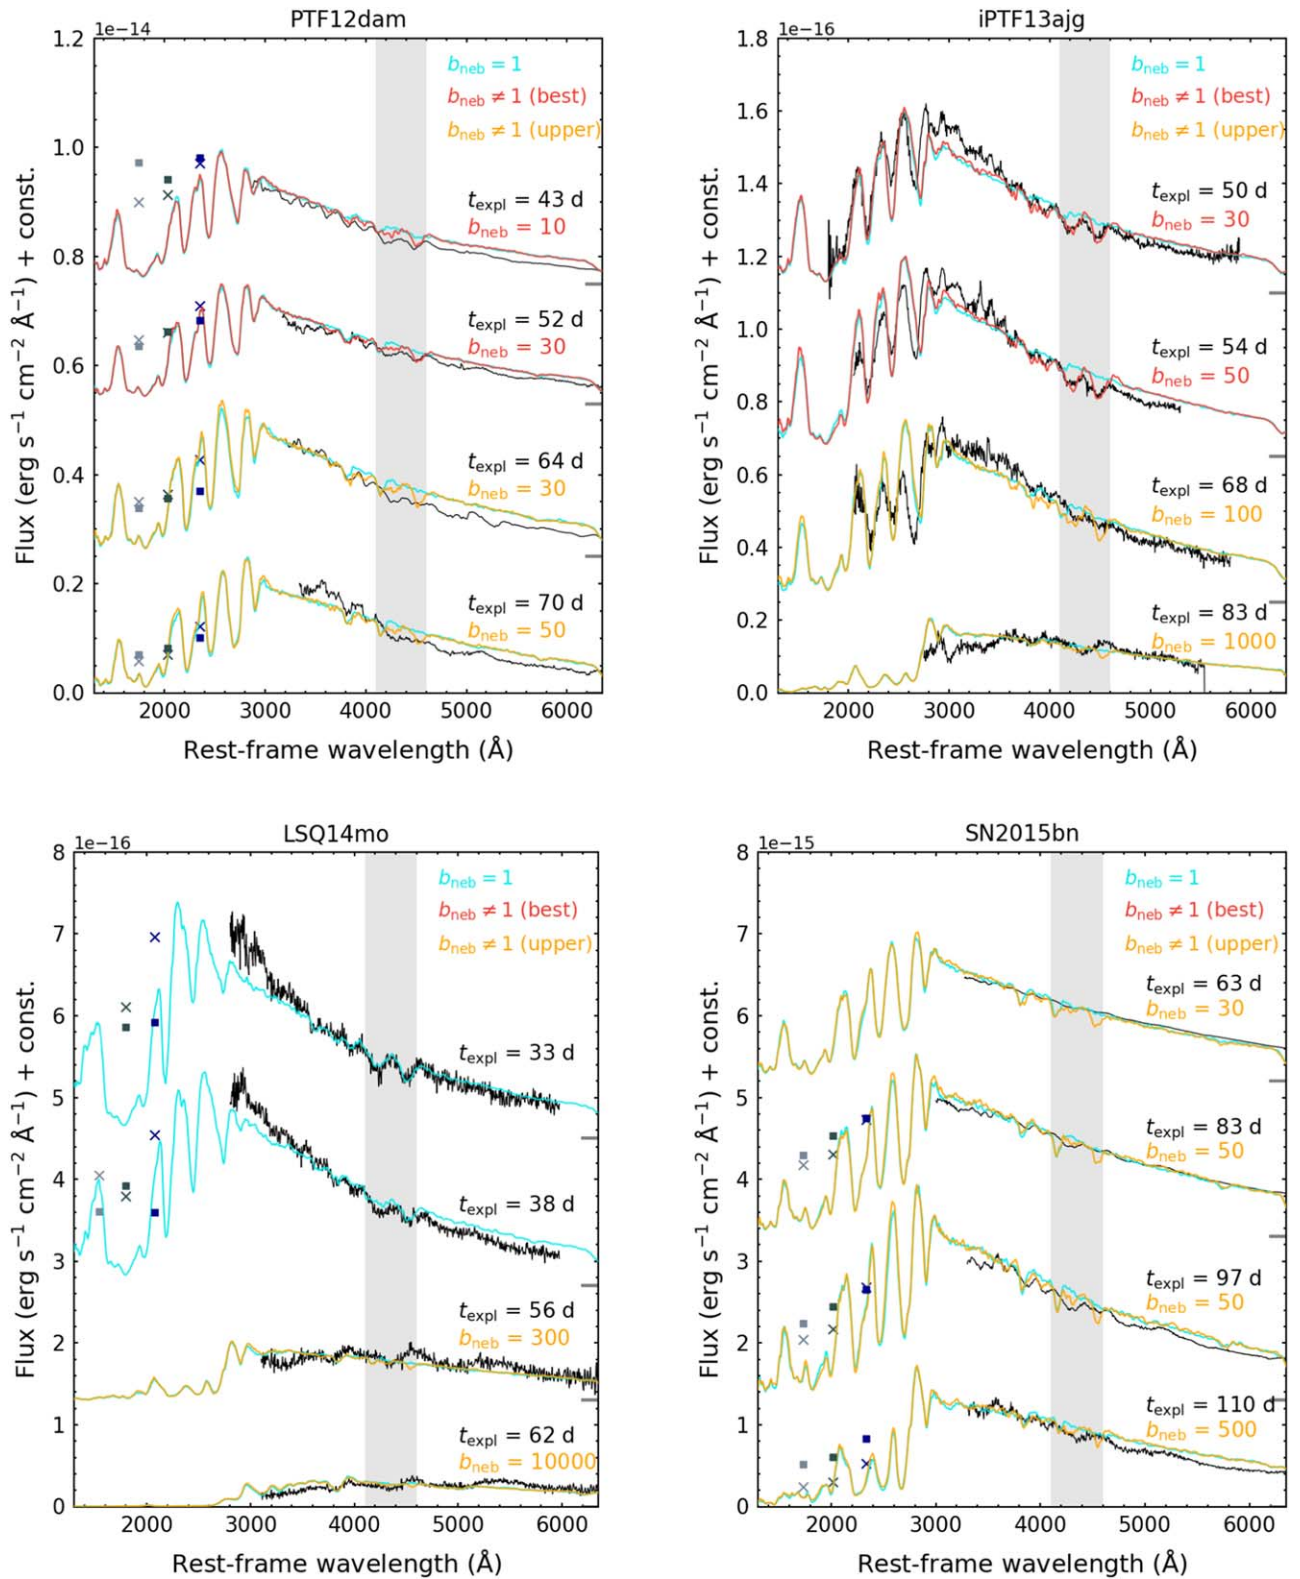 PTF12dam
1e−14
b_neb = 1
b_neb ≠ 1 (best)
b_neb ≠ 1 (upper)
t_expl = 43 d
b_neb = 10
t_expl = 52 d
b_neb = 30
t_expl = 64 d
b_neb = 30
t_expl = 70 d
b_neb = 50
1.2
1.0
0.8
0.6
0.4
0.2
0.0
Flux (erg s⁻¹ cm⁻² Å⁻¹) + const.
2000 3000 4000 5000 6000
Rest-frame wavelength (Å)
iPTF13ajg
1e−16
b_neb = 1
b_neb ≠ 1 (best)
b_neb ≠ 1 (upper)
t_expl = 50 d
b_neb = 30
t_expl = 54 d
b_neb = 50
t_expl = 68 d
b_neb = 100
t_expl = 83 d
b_neb = 1000
1.8
1.6
1.4
1.2
1.0
0.8
0.6
0.4
0.2
0.0
Flux (erg s⁻¹ cm⁻² Å⁻¹) + const.
2000 3000 4000 5000 6000
Rest-frame wavelength (Å)
LSQ14mo
1e−16
b_neb = 1
b_neb ≠ 1 (best)
b_neb ≠ 1 (upper)
t_expl = 33 d
t_expl = 38 d
t_expl = 56 d
b_neb = 300
t_expl = 62 d
b_neb = 10000
8
7
6
5
4
3
2
1
0
Flux (erg s⁻¹ cm⁻² Å⁻¹) + const.
2000 3000 4000 5000 6000
Rest-frame wavelength (Å)
SN2015bn
1e−15
b_neb = 1
b_neb ≠ 1 (best)
b_neb ≠ 1 (upper)
t_expl = 63 d
b_neb = 30
t_expl = 83 d
b_neb = 50
t_expl = 97 d
b_neb = 50
t_expl = 110 d
b_neb = 500
8
7
6
5
4
3
2
1
0
Flux (erg s⁻¹ cm⁻² Å⁻¹) + const.
2000 3000 4000 5000 6000
Rest-frame wavelength (Å)